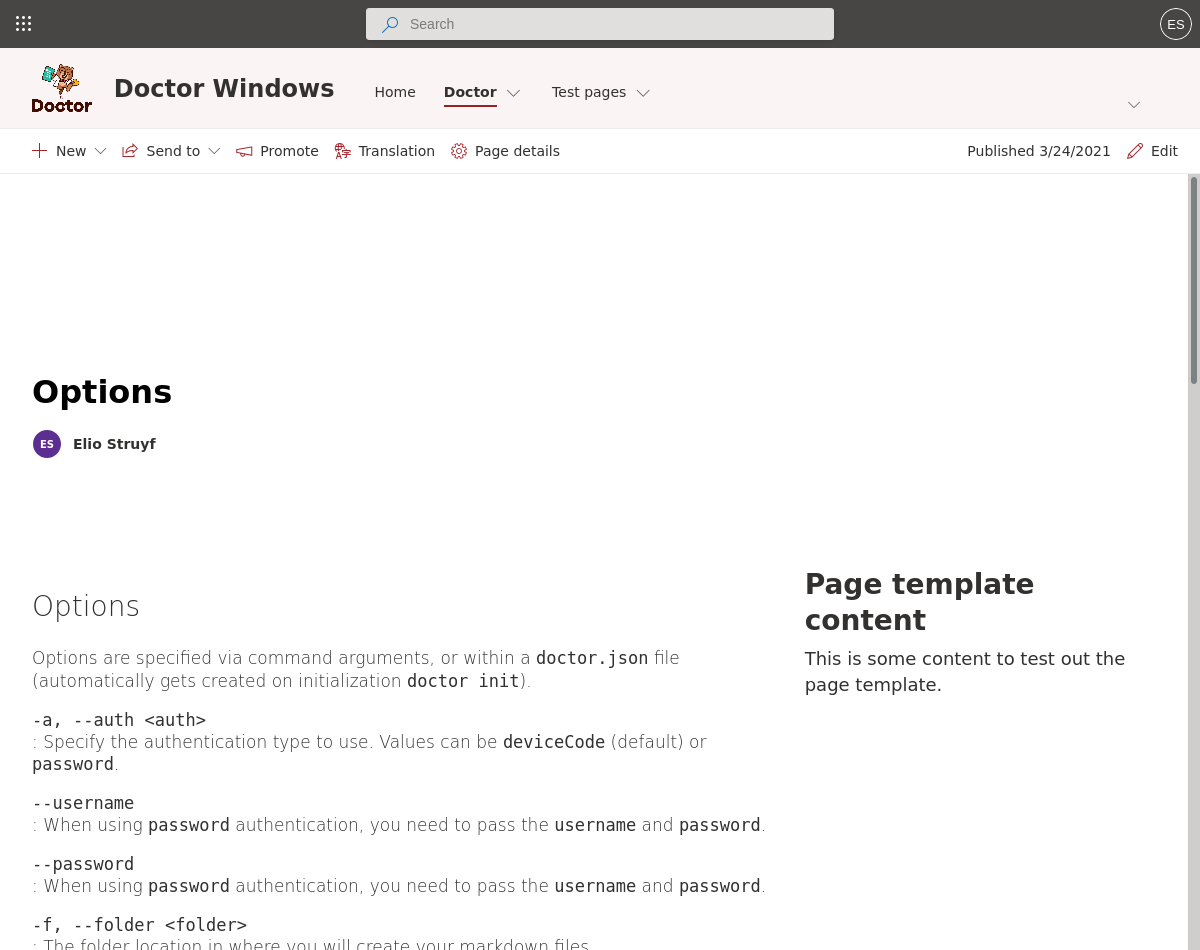 Search
ES
Doctor
Doctor Windows
Home
Doctor
Test pages
New
Send to
Promote
Translation
Page details
Published 3/24/2021
Edit
Options
ES
Elio Struyf
Options
Options are specified via command arguments, or within a doctor.json file
(automatically gets created on initialization doctor init).
-a, --auth <auth>
: Specify the authentication type to use. Values can be deviceCode (default) or
password.
--username
: When using password authentication, you need to pass the username and password.
--password
: When using password authentication, you need to pass the username and password.
-f, --folder <folder>
: The folder location in where you will create your markdown files.
Page template
content
This is some content to test out the
page template.